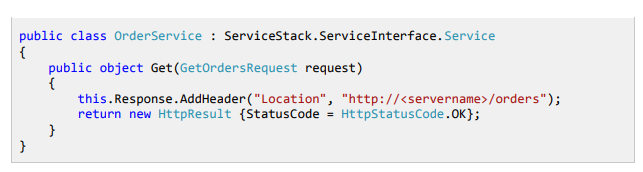 public class OrderService : ServiceStack.ServiceInterface.Service
{
    public object Get(GetOrdersRequest request)
    {
        this.Response.AddHeader("Location", "http://<servername>/orders");
        return new HttpResult {StatusCode = HttpStatusCode.OK};
    }
}